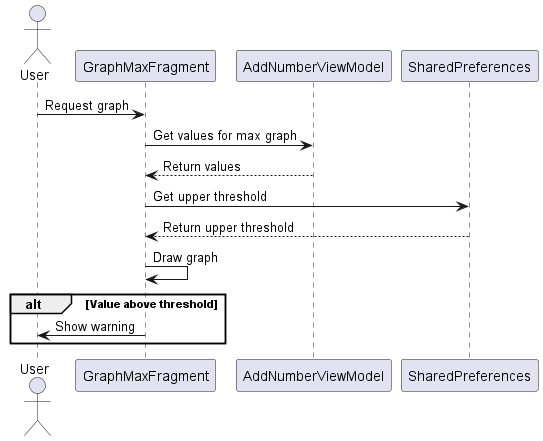 User
GraphMaxFragment
AddNumberViewModel
SharedPreferences
Request graph
Get values for max graph
Return values
Get upper threshold
Return upper threshold
Draw graph
alt
[Value above threshold]
Show warning
User
GraphMaxFragment
AddNumberViewModel
SharedPreferences